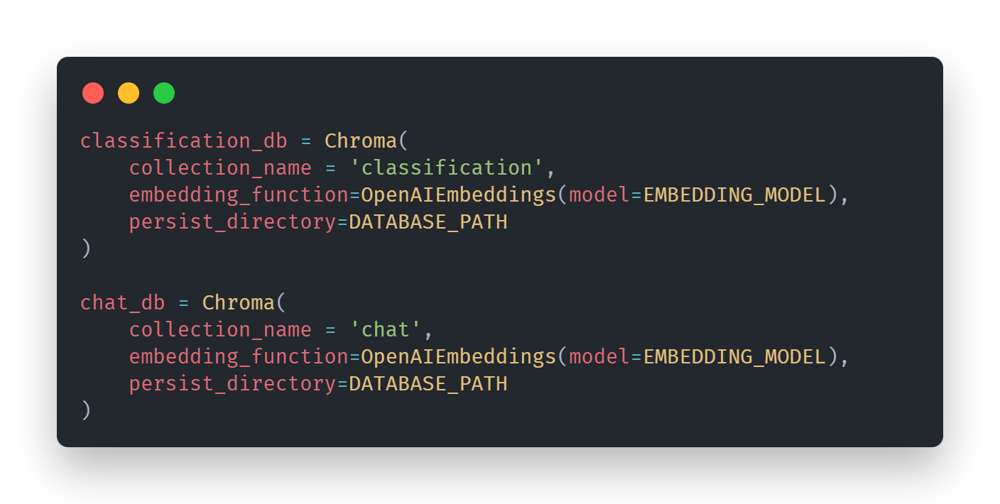 classification_db = Chroma(
    collection_name = 'classification',
    embedding_function=OpenAIEmbeddings(model=EMBEDDING_MODEL),
    persist_directory=DATABASE_PATH
)

chat_db = Chroma(
    collection_name = 'chat',
    embedding_function=OpenAIEmbeddings(model=EMBEDDING_MODEL),
    persist_directory=DATABASE_PATH
)